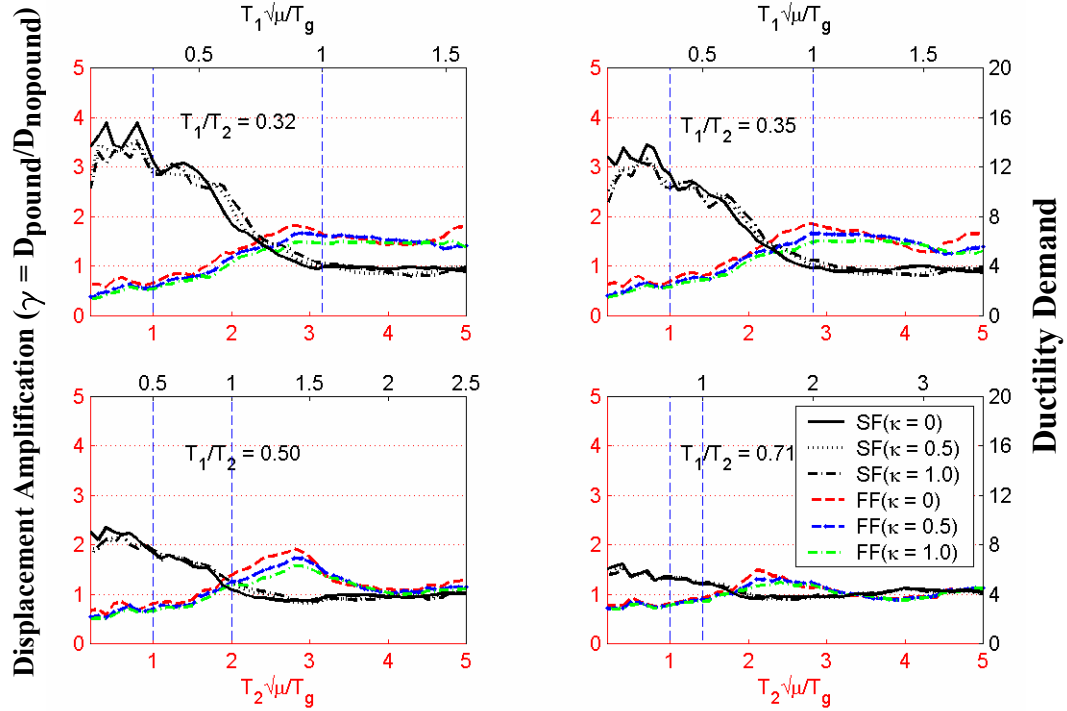 T₁√μ/T_g T₁√μ/T_g
0.5 1 1.5 0.5 1 1.5
5 5 20
4 4 16
3 3 12
2 2 8
1 1 4
0 0 0
T₁/T₂ = 0.32 T₁/T₂ = 0.35
1 2 3 4 5 1 2 3 4 5
0.5 1 1.5 2 2.5 1 2 3
5 5 20
4 4 16
3 3 12
2 2 8
1 1 4
0 0 0
T₁/T₂ = 0.50 T₁/T₂ = 0.71
SF(κ = 0)
SF(κ = 0.5)
SF(κ = 1.0)
FF(κ = 0)
FF(κ = 0.5)
FF(κ = 1.0)
1 2 3 4 5 1 2 3 4 5
T₂√μ/T_g T₂√μ/T_g
Displacement Amplification (γ = Dpound/Dnopound)
Ductility Demand